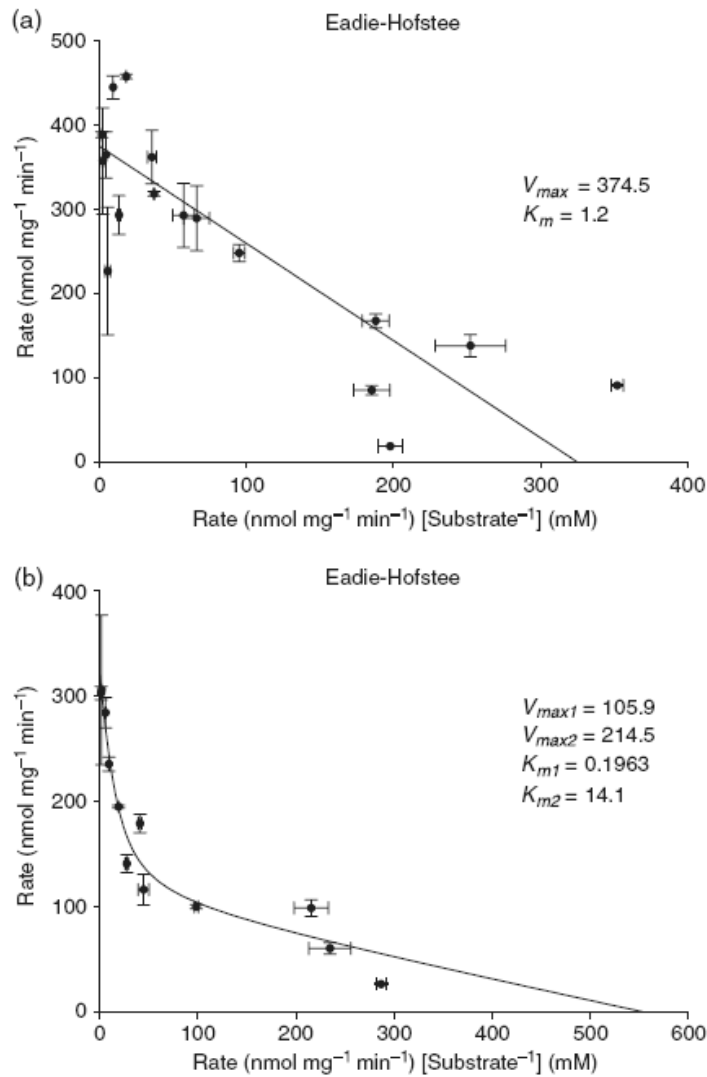 (a)
Eadie-Hofstee
500
400
300
200
100
0
Rate (nmol mg⁻¹ min⁻¹)
Vmax = 374.5
Km = 1.2
0 100 200 300 400
Rate (nmol mg⁻¹ min⁻¹) [Substrate⁻¹] (mM)
(b)
Eadie-Hofstee
400
300
200
100
0
Rate (nmol mg⁻¹ min⁻¹)
Vmax1 = 105.9
Vmax2 = 214.5
Km1 = 0.1963
Km2 = 14.1
0 100 200 300 400 500 600
Rate (nmol mg⁻¹ min⁻¹) [Substrate⁻¹] (mM)